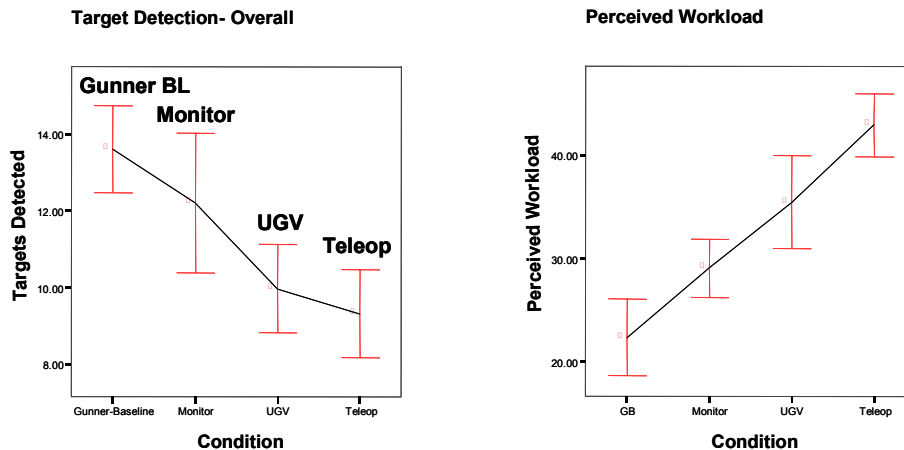 Target Detection- Overall
Gunner BL
Monitor
UGV
Teleop
14.00
12.00
10.00
8.00
Targets Detected
Gunner-Baseline Monitor UGV Teleop
Condition
Perceived Workload
40.00
30.00
20.00
Perceived Workload
GB Monitor UGV Teleop
Condition